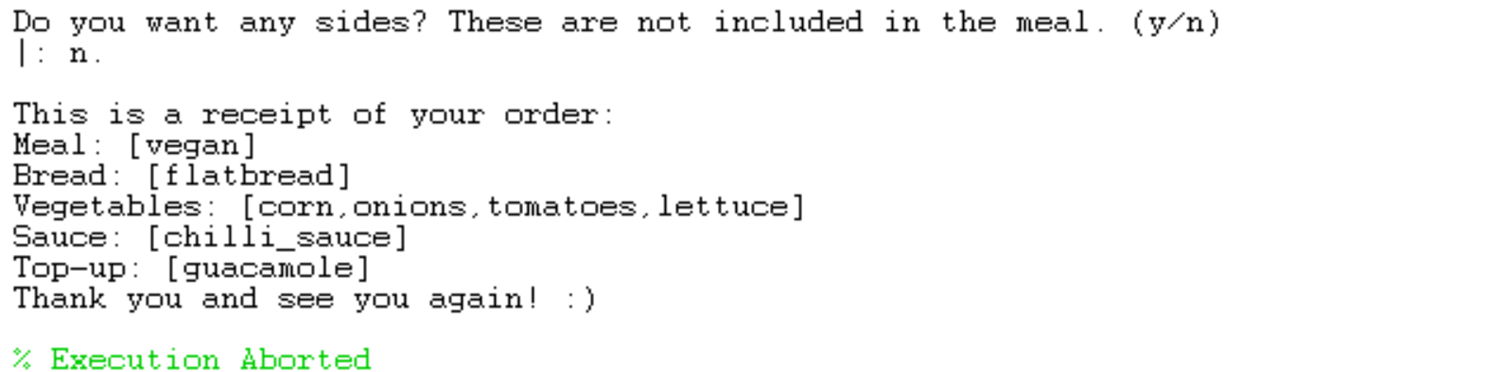 Do you want any sides? These are not included in the meal. (y/n)
|: n.
This is a receipt of your order:
Meal: [vegan]
Bread: [flatbread]
Vegetables: [corn,onions,tomatoes,lettuce]
Sauce: [chilli_sauce]
Top-up: [guacamole]
Thank you and see you again! :)
% Execution Aborted